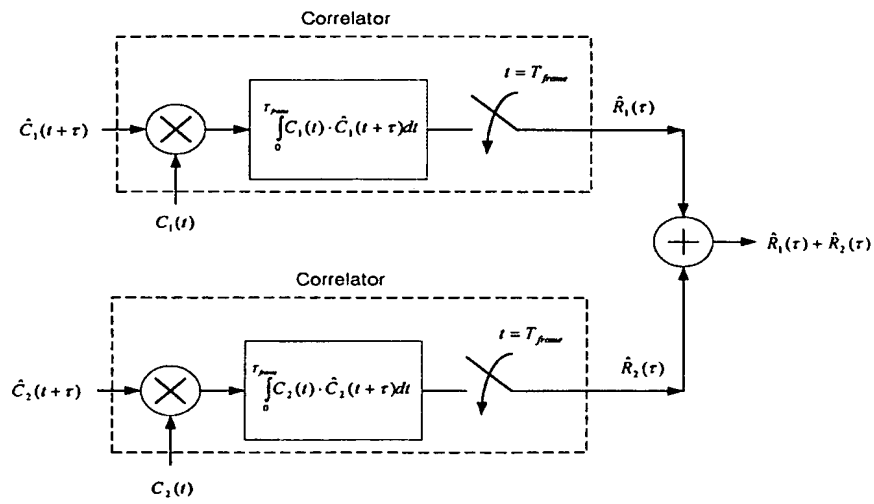 Correlator
t = T_frame
Ĉ₁(t+τ)
∫₀^{T_frame} C₁(t)·Ĉ₁(t+τ)dt
R̂₁(τ)
C₁(t)
R̂₁(τ) + R̂₂(τ)
Correlator
t = T_frame
Ĉ₂(t+τ)
∫₀^{T_frame} C₂(t)·Ĉ₂(t+τ)dt
R̂₂(τ)
C₂(t)